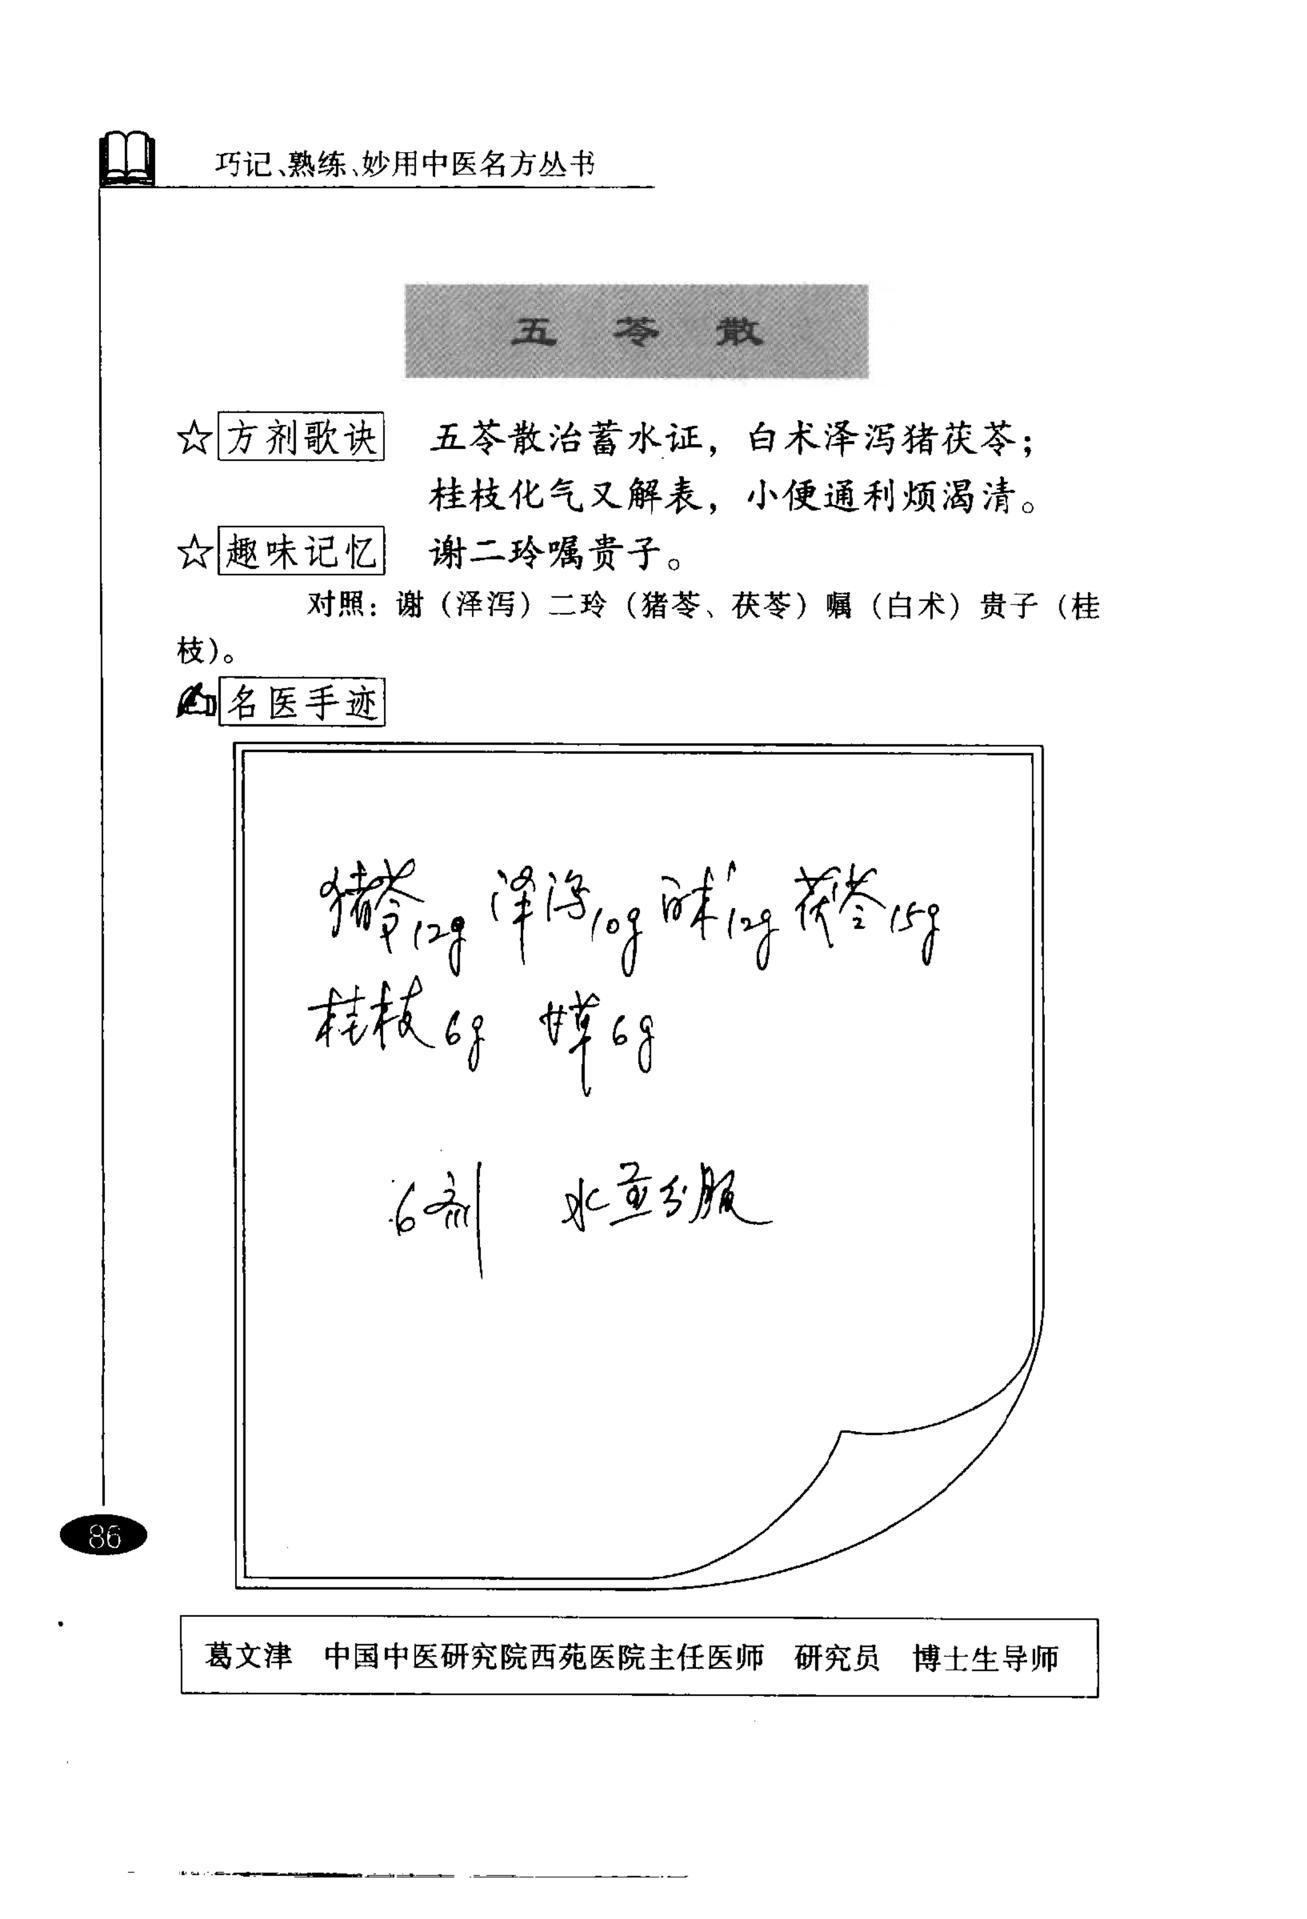 巧记、熟练、妙用中医名方丛书
五苓散
☆方剂歌诀 五苓散治蓄水证，白术泽泻猪茯苓；
桂枝化气又解表，小便通利烦渴清。
☆趣味记忆 谢二玲嘱贵子。
对照：谢（泽泻）二玲（猪苓、茯苓）嘱（白术）贵子（桂
枝）。
名医手迹
猪苓12g 泽泻10g 白术12g 茯苓15g
桂枝6g 甘草6g
6剂 水煎分服
86
葛文津 中国中医研究院西苑医院主任医师 研究员 博士生导师